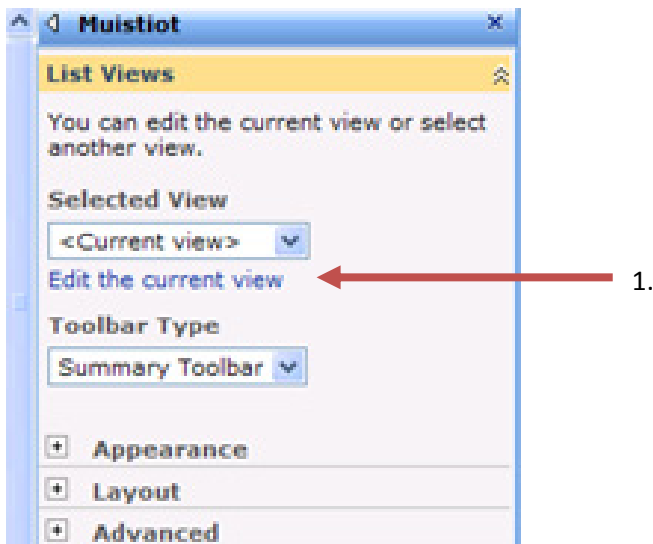 Muistiot
List Views
You can edit the current view or select
another view.
Selected View
<Current view>
Edit the current view
1.
Toolbar Type
Summary Toolbar
Appearance
Layout
Advanced